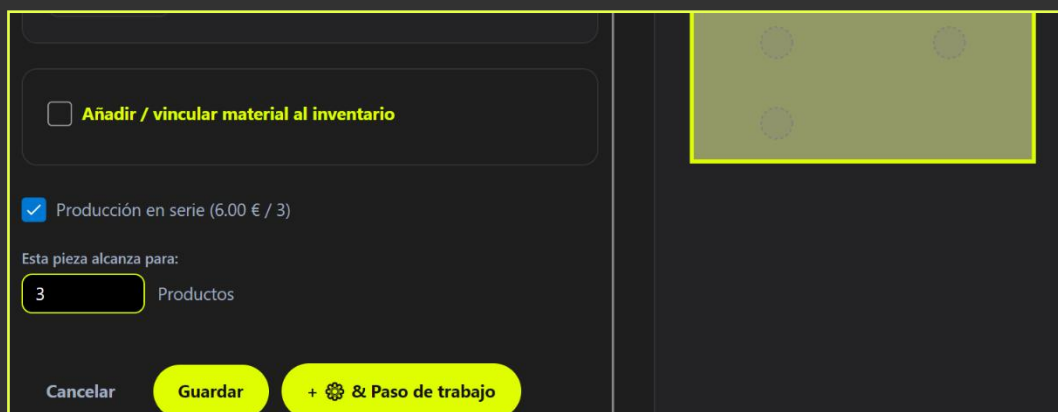 Añadir / vincular material al inventario
Producción en serie (6.00 € / 3)
Esta pieza alcanza para:
3 Productos
Cancelar Guardar + & Paso de trabajo